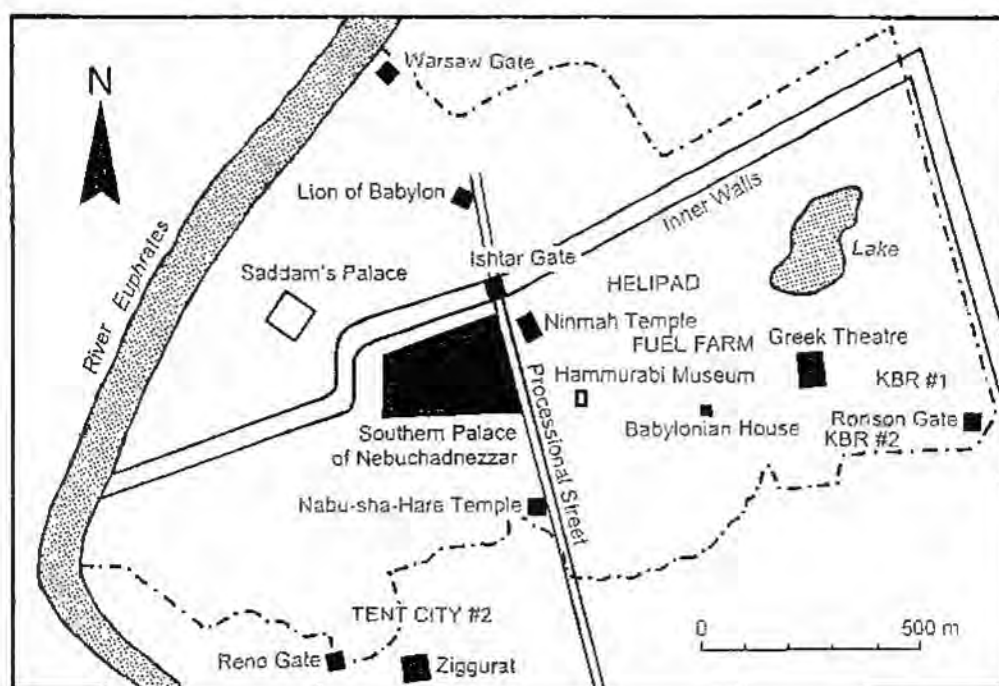 N
Warsaw Gate
Lion of Babylon
Inner Walls
Ishtar Gate
Lake
River Euphrates
Saddam's Palace
HELIPAD
Ninmah Temple
FUEL FARM
Greek Theatre
Hammurabi Museum
KBR #1
Processional Street
Babylonian House
Ronson Gate
KBR #2
Southern Palace
of Nebuchadnezzar
Nabu-sha-Hare Temple
TENT CITY #2
0 500 m
Reno Gate
Ziggurat